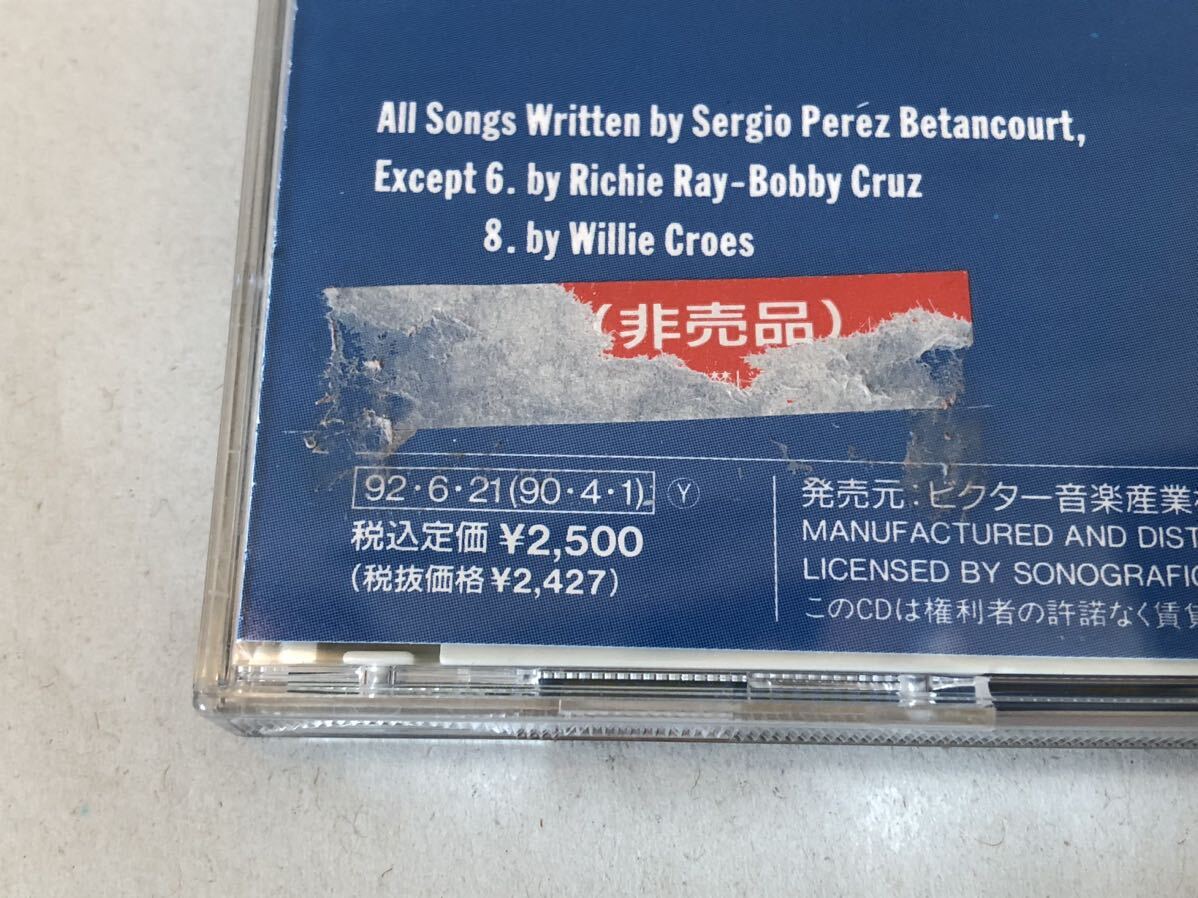 All Songs Written by Sergio Peréz Betancourt,
Except 6. by Richie Ray-Bobby Cruz
8. by Willie Croes
(非売品)
92・6・21(90・4・1) Ⓨ
税込定価 ¥2,500
(税抜価格¥2,427)
発売元:ビクター音楽産業
MANUFACTURED AND DIST
LICENSED BY SONOGRAFIC
このCDは権利者の許諾なく賃貸